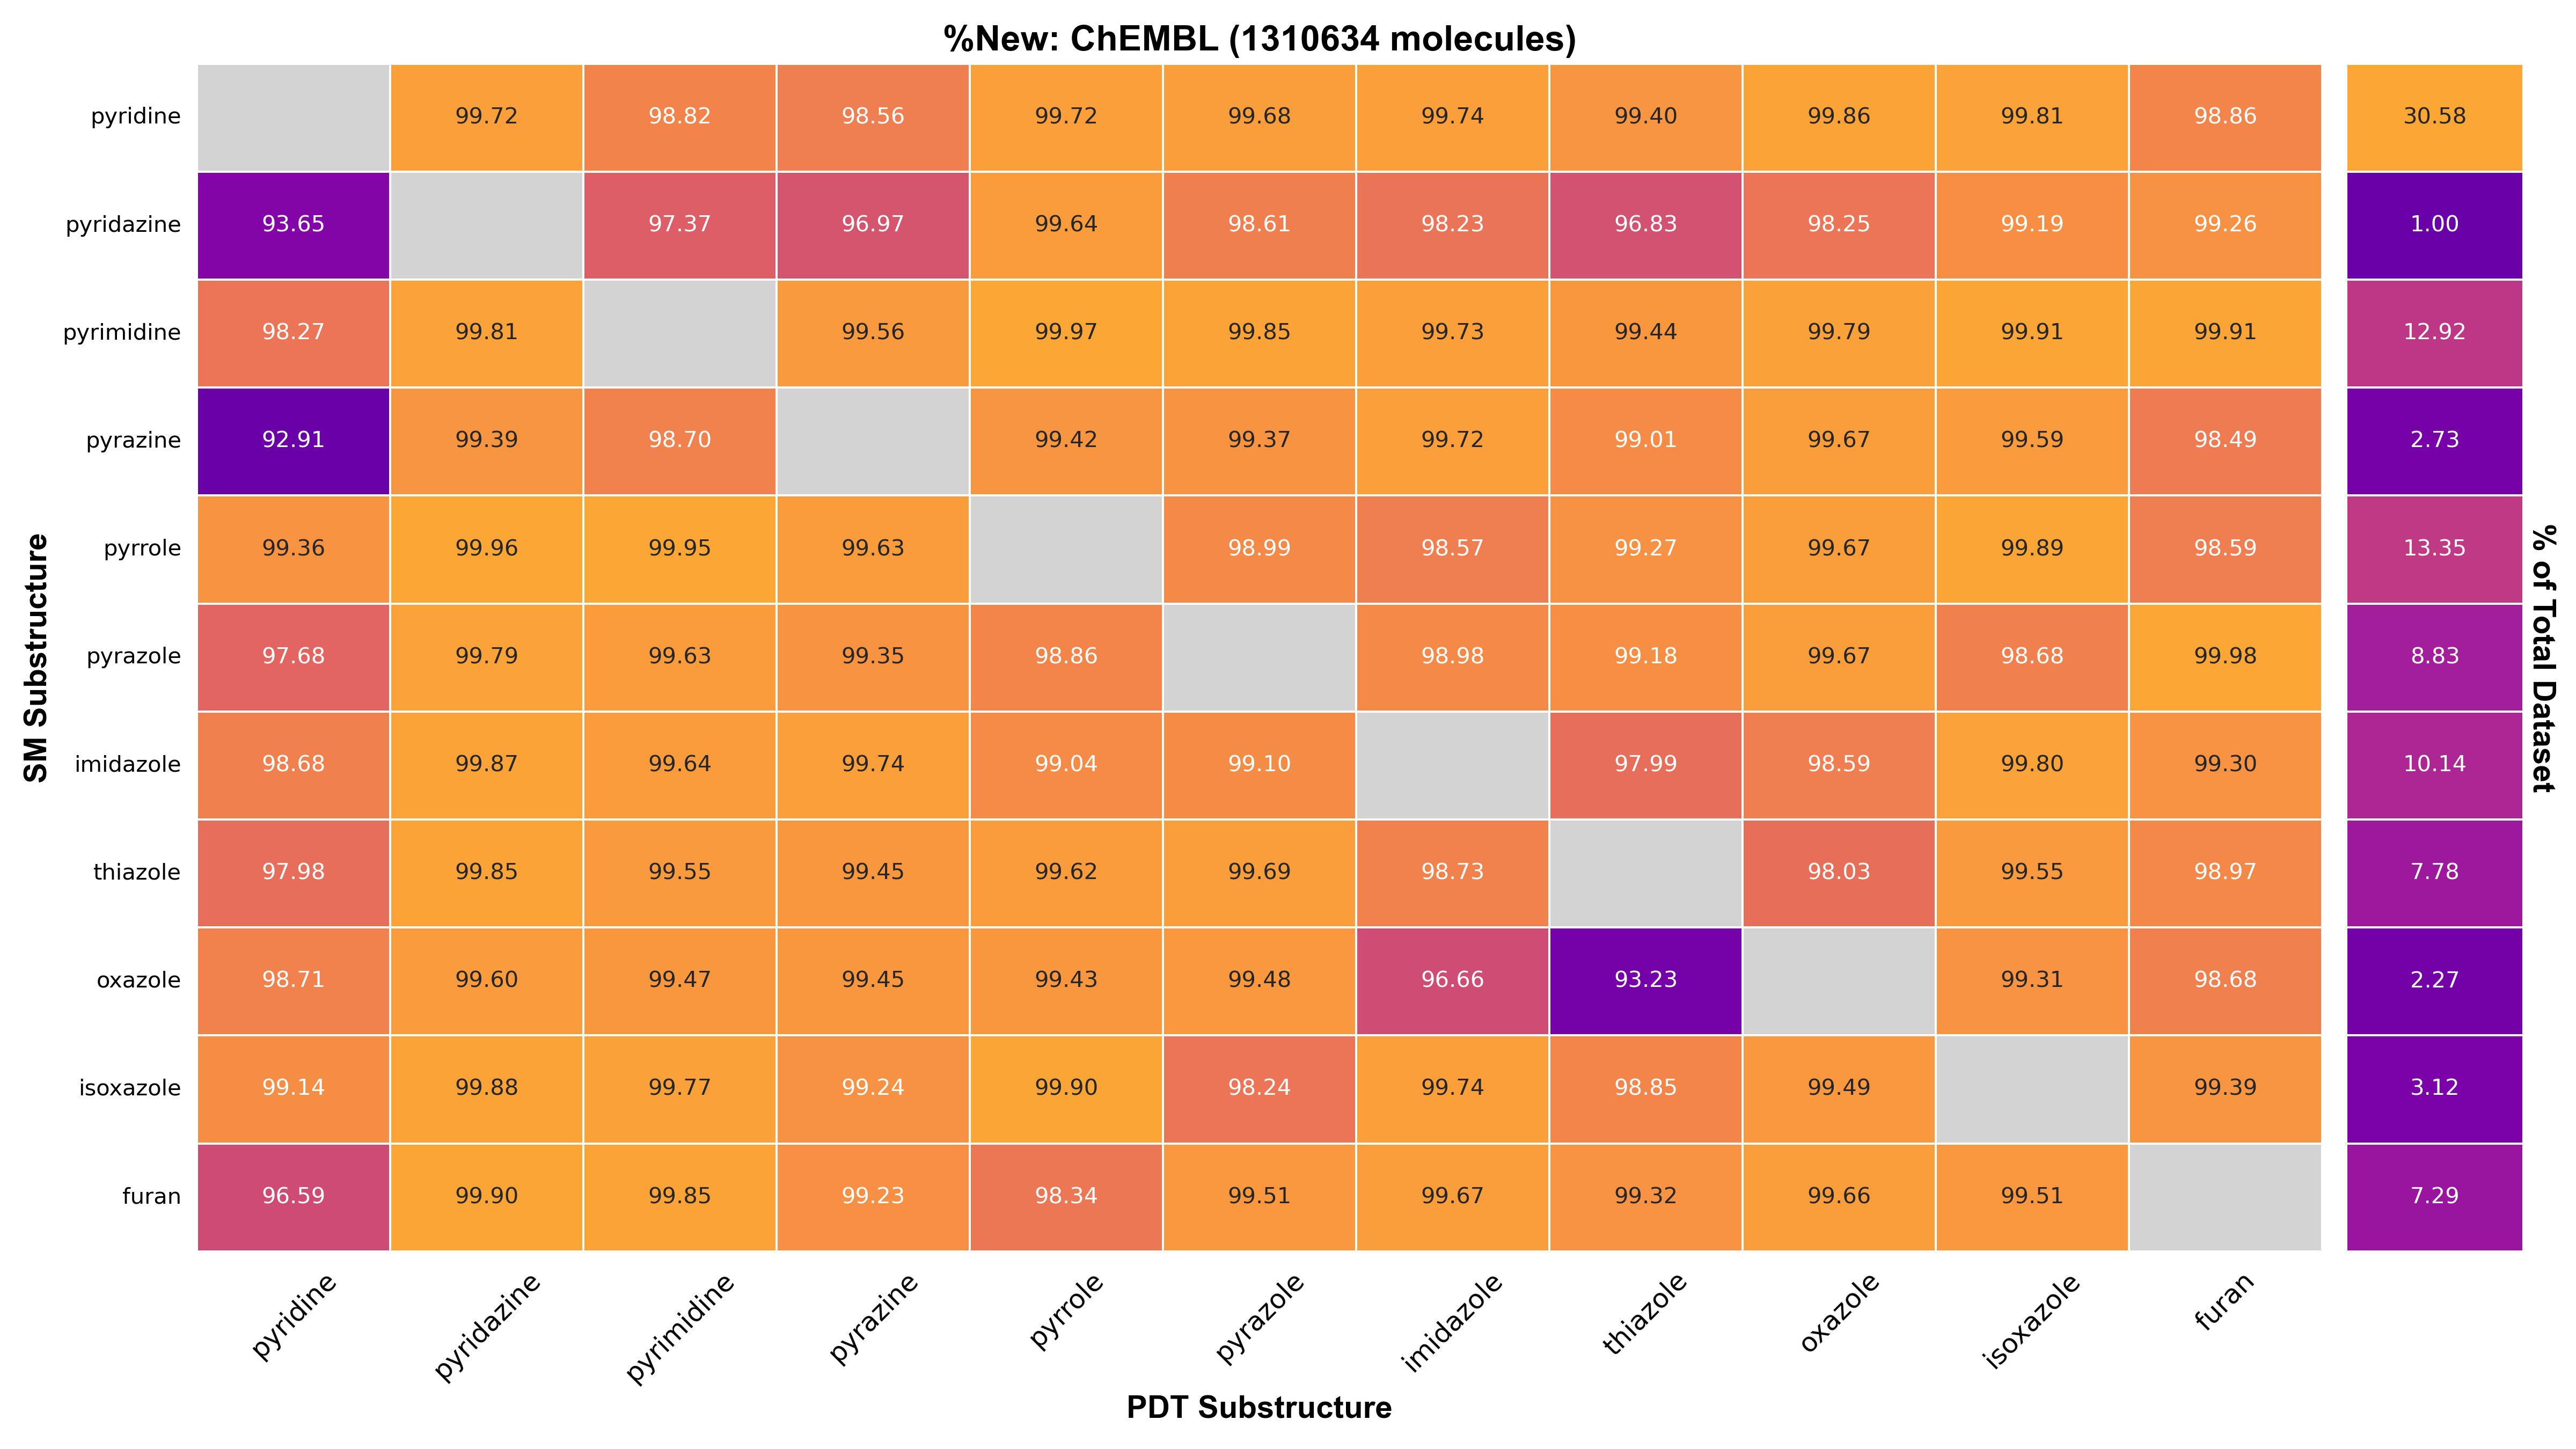 %New: ChEMBL (1310634 molecules)
SM Substructure
pyridine 99.72 98.82 98.56 99.72 99.68 99.74 99.40 99.86 99.81 98.86 30.58
pyridazine 93.65 97.37 96.97 99.64 98.61 98.23 96.83 98.25 99.19 99.26 1.00
pyrimidine 98.27 99.81 99.56 99.97 99.85 99.73 99.44 99.79 99.91 99.91 12.92
pyrazine 92.91 99.39 98.70 99.42 99.37 99.72 99.01 99.67 99.59 98.49 2.73
pyrrole 99.36 99.96 99.95 99.63 98.99 98.57 99.27 99.67 99.89 98.59 13.35
pyrazole 97.68 99.79 99.63 99.35 98.86 98.98 99.18 99.67 98.68 99.98 8.83
imidazole 98.68 99.87 99.64 99.74 99.04 99.10 97.99 98.59 99.80 99.30 10.14
thiazole 97.98 99.85 99.55 99.45 99.62 99.69 98.73 98.03 99.55 98.97 7.78
oxazole 98.71 99.60 99.47 99.45 99.43 99.48 96.66 93.23 99.31 98.68 2.27
isoxazole 99.14 99.88 99.77 99.24 99.90 98.24 99.74 98.85 99.49 99.39 3.12
furan 96.59 99.90 99.85 99.23 98.34 99.51 99.67 99.32 99.66 99.51 7.29
% of Total Dataset
pyridine pyridazine pyrimidine pyrazine pyrrole pyrazole imidazole thiazole oxazole isoxazole furan
PDT Substructure